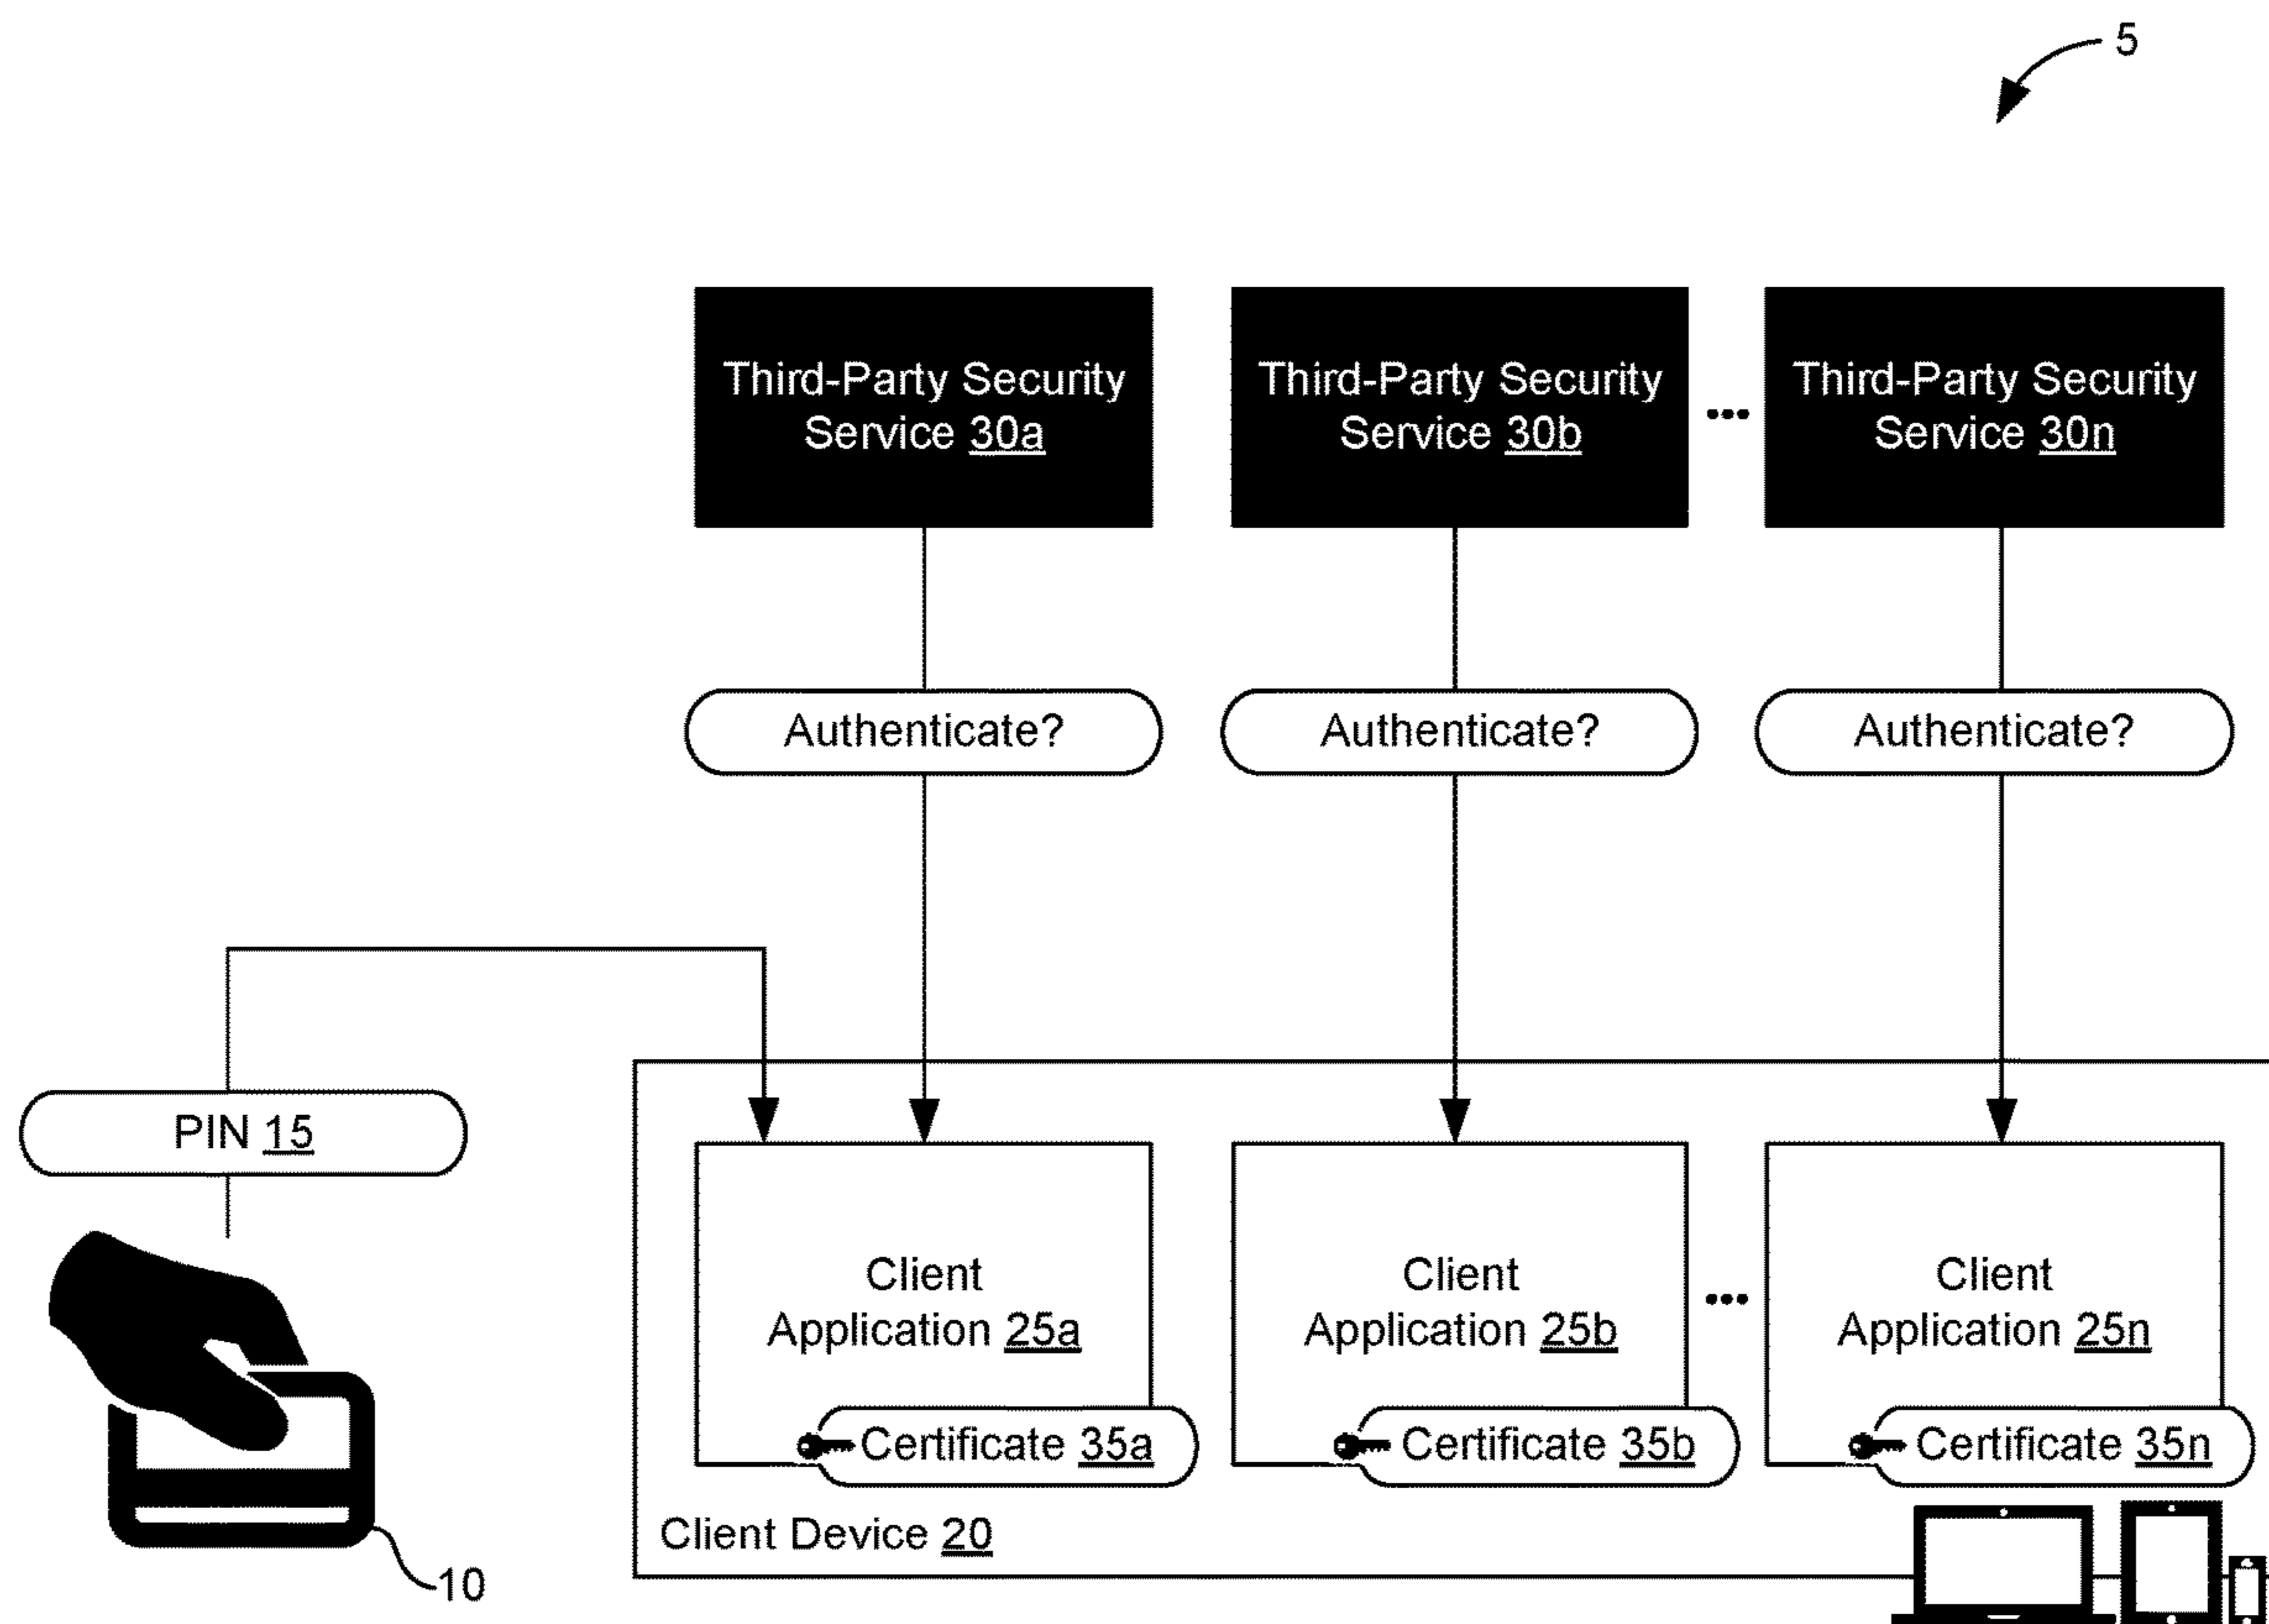 5
Third-Party Security
Service 30a
Third-Party Security
Service 30b
...
Third-Party Security
Service 30n
Authenticate?
Authenticate?
Authenticate?
PIN 15
Client
Application 25a
Client
Application 25b
...
Client
Application 25n
Certificate 35a
Certificate 35b
Certificate 35n
Client Device 20
10